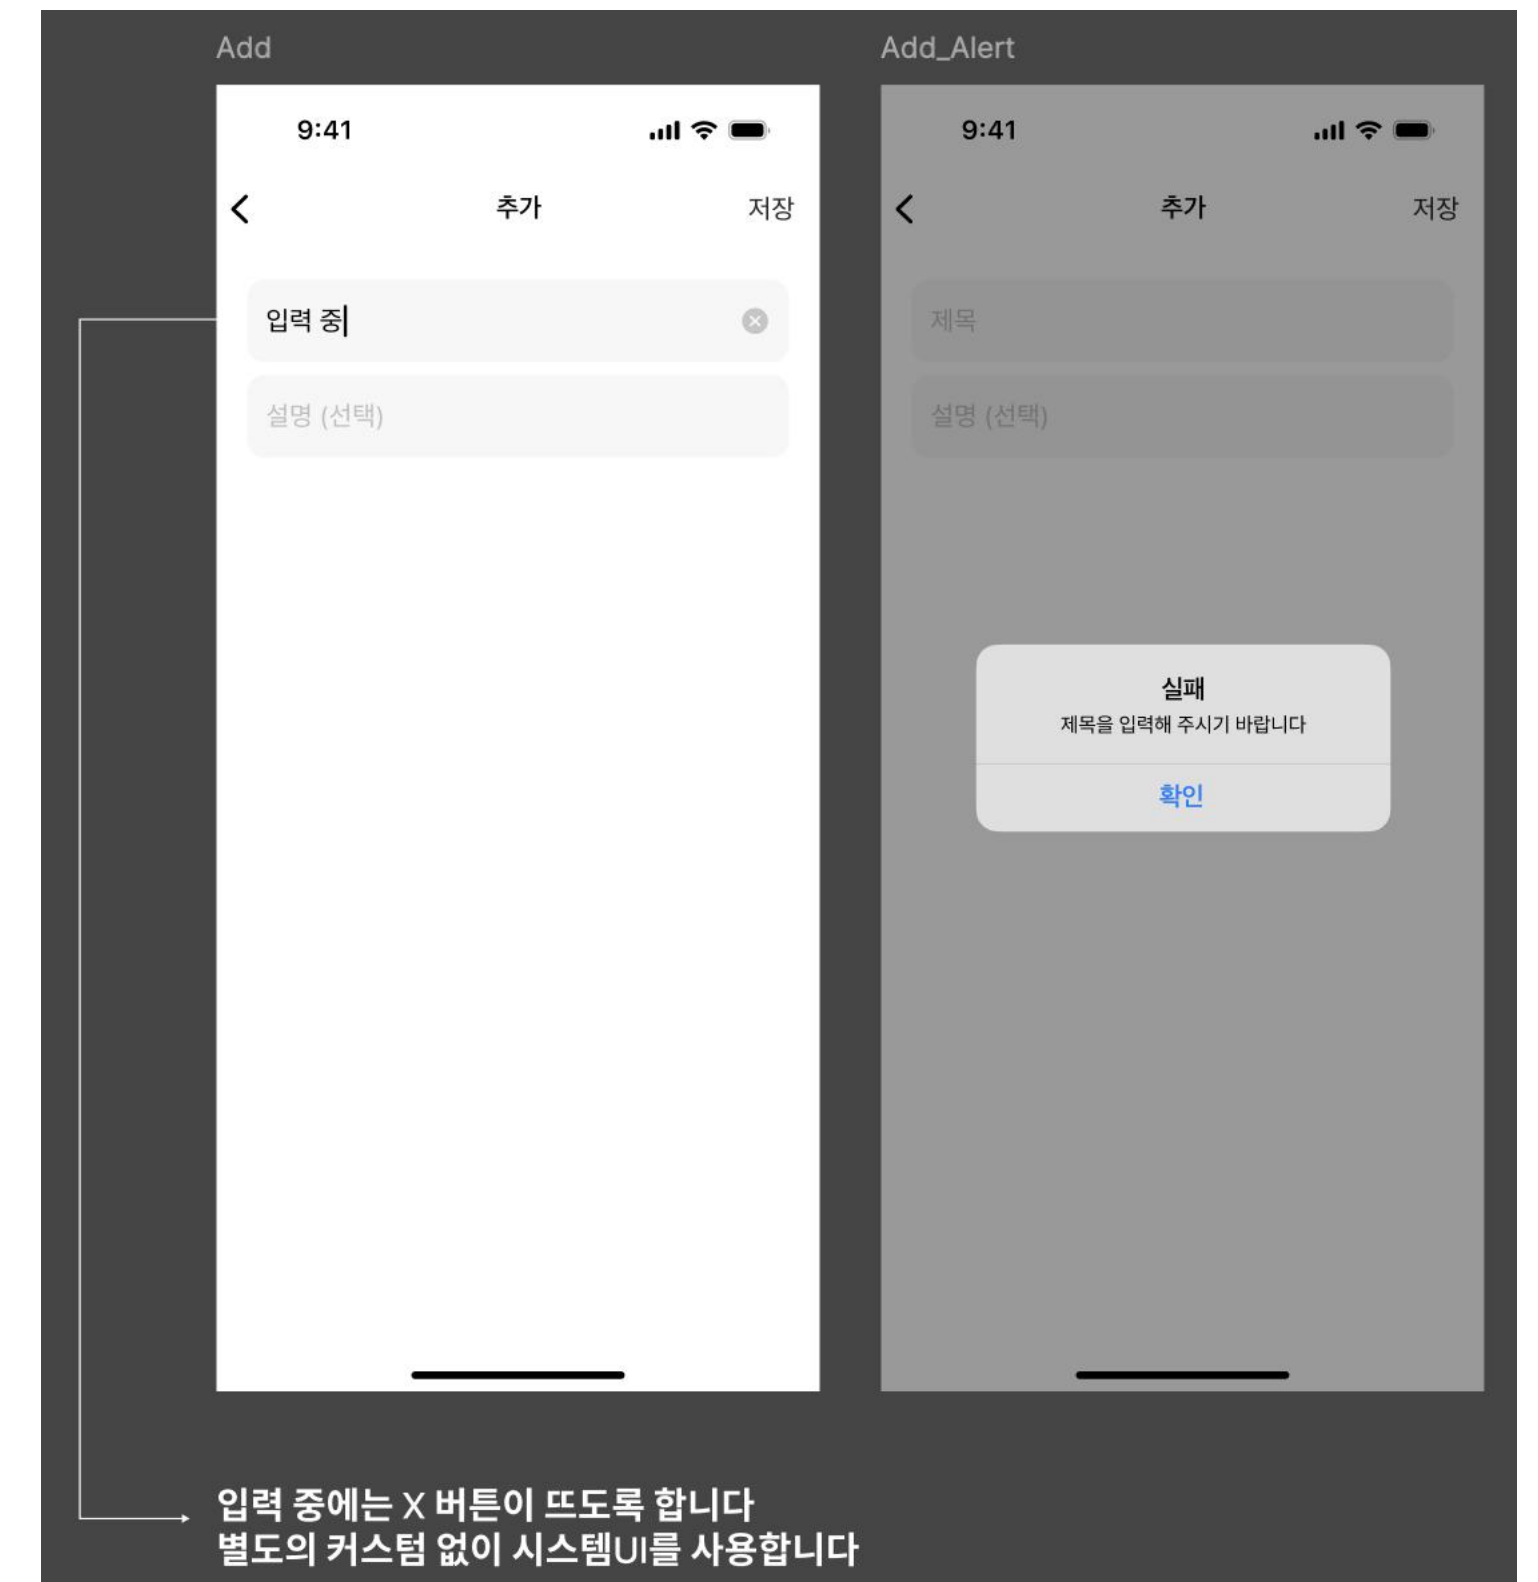 Add
9:41
추가
저장
입력 중
설명 (선택)
Add_Alert
9:41
추가
저장
제목
설명 (선택)
실패
제목을 입력해 주시기 바랍니다
확인
입력 중에는 X 버튼이 뜨도록 합니다
별도의 커스텀 없이 시스템UI를 사용합니다